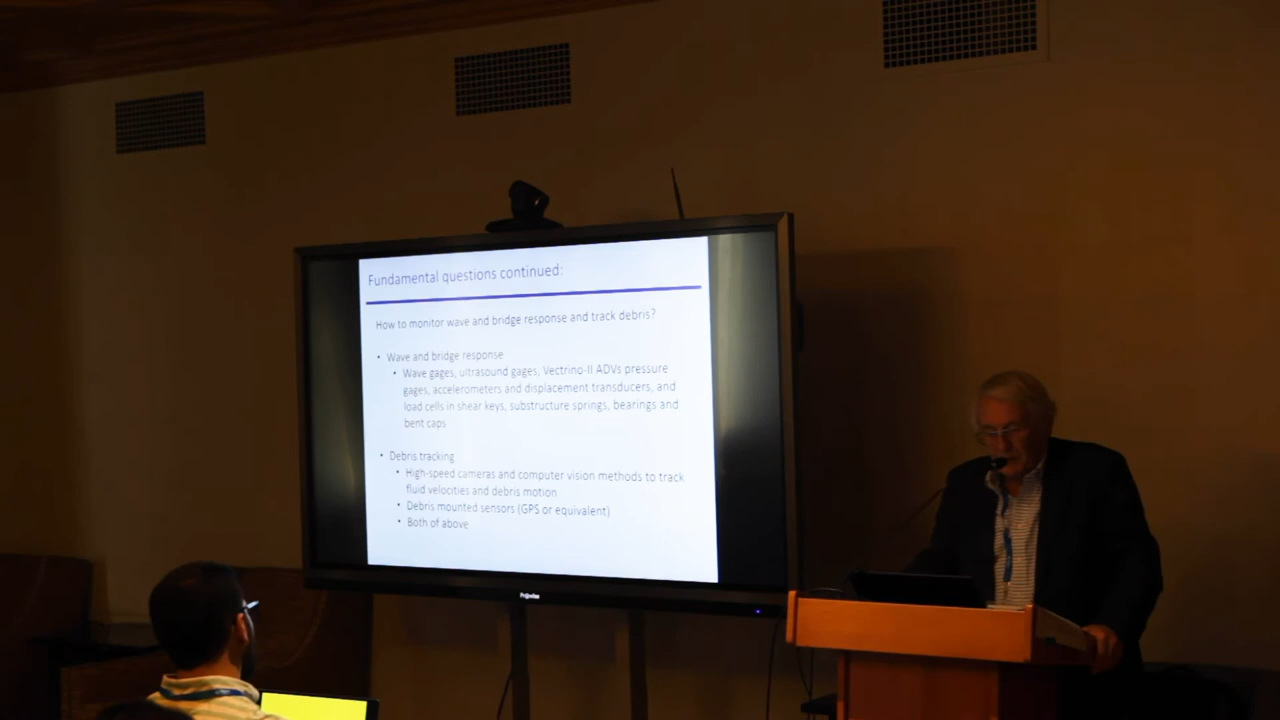 Fundamental questions continued:
How to monitor wave and bridge response and track debris?
• Wave and bridge response
• Wave gages, ultrasound gages, Vectrino-II ADVs pressure
gages, accelerometers and displacement transducers, and
load cells in shear keys, substructure springs, bearings and
bent caps
• Debris tracking
• High-speed cameras and computer vision methods to track
fluid velocities and debris motion
• Debris mounted sensors (GPS or equivalent)
• Both of above
Prowise